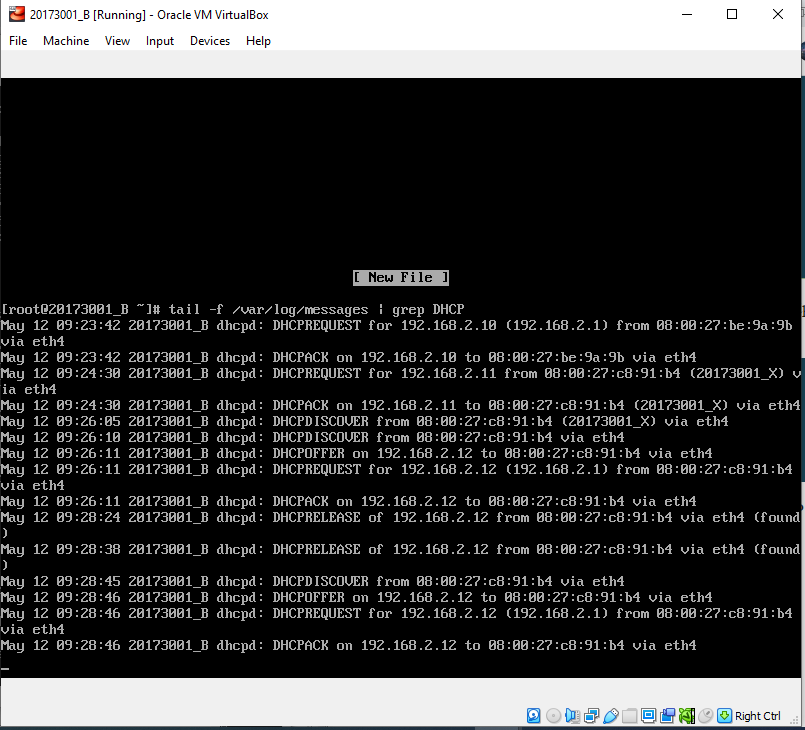 20173001_B [Running] - Oracle VM VirtualBox
File Machine View Input Devices Help
[ New File ]
[root@20173001_B ~]# tail -f /var/log/messages | grep DHCP
May 12 09:23:42 20173001_B dhcpd: DHCPREQUEST for 192.168.2.10 (192.168.2.1) from 08:00:27:be:9a:9b
via eth4
May 12 09:23:42 20173001_B dhcpd: DHCPACK on 192.168.2.10 to 08:00:27:be:9a:9b via eth4
May 12 09:24:30 20173001_B dhcpd: DHCPREQUEST for 192.168.2.11 from 08:00:27:c8:91:b4 (20173001_X) v
ia eth4
May 12 09:24:30 20173001_B dhcpd: DHCPACK on 192.168.2.11 to 08:00:27:c8:91:b4 (20173001_X) via eth4
May 12 09:26:05 20173001_B dhcpd: DHCPDISCOVER from 08:00:27:c8:91:b4 (20173001_X) via eth4
May 12 09:26:10 20173001_B dhcpd: DHCPDISCOVER from 08:00:27:c8:91:b4 via eth4
May 12 09:26:11 20173001_B dhcpd: DHCPOFFER on 192.168.2.12 to 08:00:27:c8:91:b4 via eth4
May 12 09:26:11 20173001_B dhcpd: DHCPREQUEST for 192.168.2.12 (192.168.2.1) from 08:00:27:c8:91:b4
via eth4
May 12 09:26:11 20173001_B dhcpd: DHCPACK on 192.168.2.12 to 08:00:27:c8:91:b4 via eth4
May 12 09:28:24 20173001_B dhcpd: DHCPRELEASE of 192.168.2.12 from 08:00:27:c8:91:b4 via eth4 (found
)
May 12 09:28:38 20173001_B dhcpd: DHCPRELEASE of 192.168.2.12 from 08:00:27:c8:91:b4 via eth4 (found
)
May 12 09:28:45 20173001_B dhcpd: DHCPDISCOVER from 08:00:27:c8:91:b4 via eth4
May 12 09:28:46 20173001_B dhcpd: DHCPOFFER on 192.168.2.12 to 08:00:27:c8:91:b4 via eth4
May 12 09:28:46 20173001_B dhcpd: DHCPREQUEST for 192.168.2.12 (192.168.2.1) from 08:00:27:c8:91:b4
via eth4
May 12 09:28:46 20173001_B dhcpd: DHCPACK on 192.168.2.12 to 08:00:27:c8:91:b4 via eth4
Right Ctrl